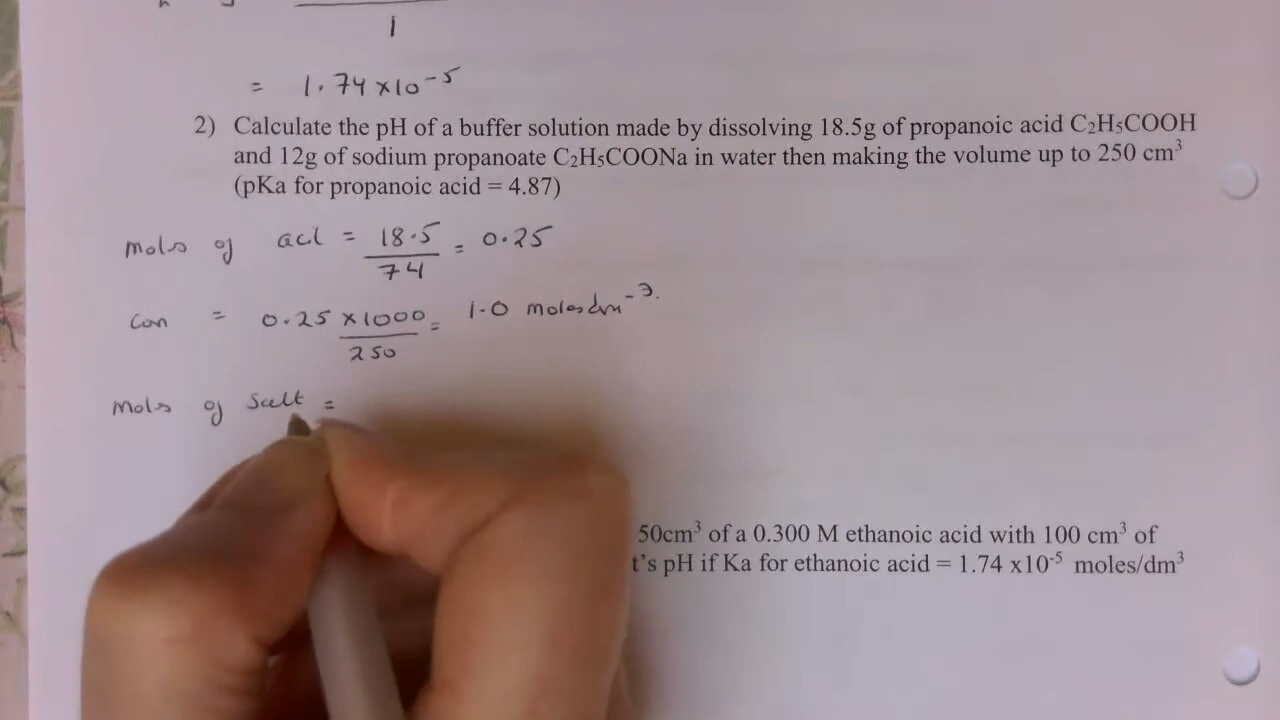 1
= 1.74 x10⁻⁵
2) Calculate the pH of a buffer solution made by dissolving 18.5g of propanoic acid C₂H₅COOH
and 12g of sodium propanoate C₂H₅COONa in water then making the volume up to 250 cm³
(pKa for propanoic acid = 4.87)
mols of acd = 18.5 / 74 = 0.25
con = 0.25 x1000 / 250 = 1.0 molesdm⁻³.
Mols of Salt =
50cm³ of a 0.300 M ethanoic acid with 100 cm³ of
t's pH if Ka for ethanoic acid = 1.74 x10⁻⁵ moles/dm³